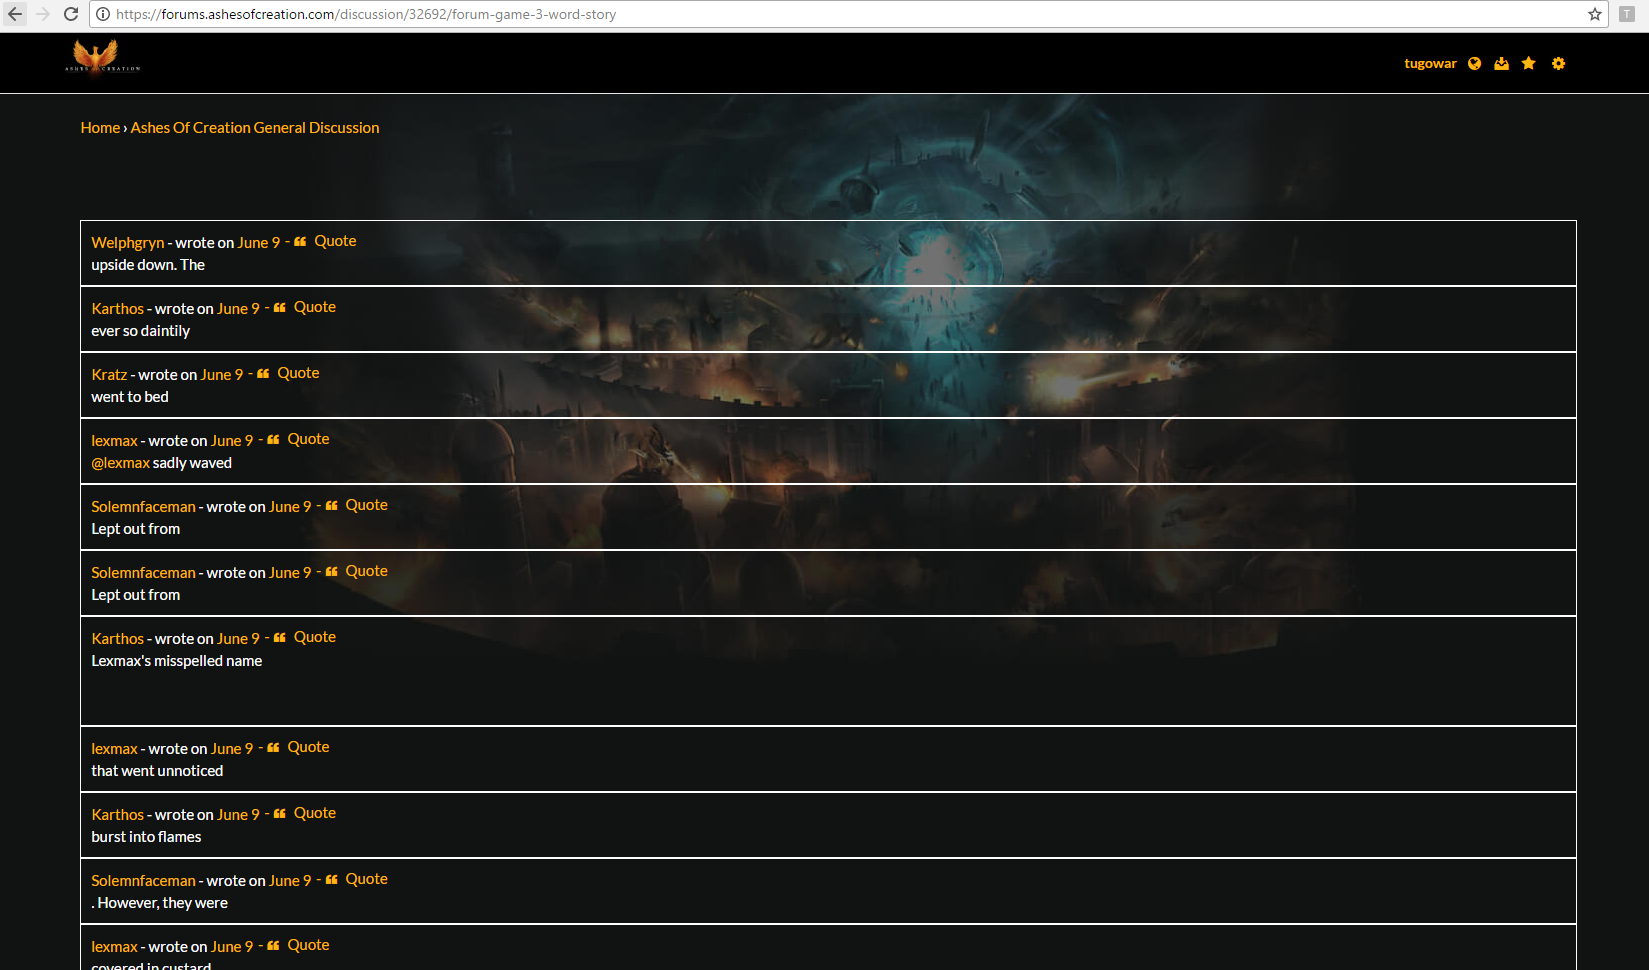 https://forums.ashesofcreation.com/discussion/32692/forum-game-3-word-story
T
ASHES OF CREATION
tugowar
Home › Ashes Of Creation General Discussion
Welphgryn - wrote on June 9 - Quote
upside down. The
Karthos - wrote on June 9 - Quote
ever so daintily
Kratz - wrote on June 9 - Quote
went to bed
lexmax - wrote on June 9 - Quote
@lexmax sadly waved
Solemnfaceman - wrote on June 9 - Quote
Lept out from
Solemnfaceman - wrote on June 9 - Quote
Lept out from
Karthos - wrote on June 9 - Quote
Lexmax's misspelled name
lexmax - wrote on June 9 - Quote
that went unnoticed
Karthos - wrote on June 9 - Quote
burst into flames
Solemnfaceman - wrote on June 9 - Quote
. However, they were
lexmax - wrote on June 9 - Quote
covered in custard